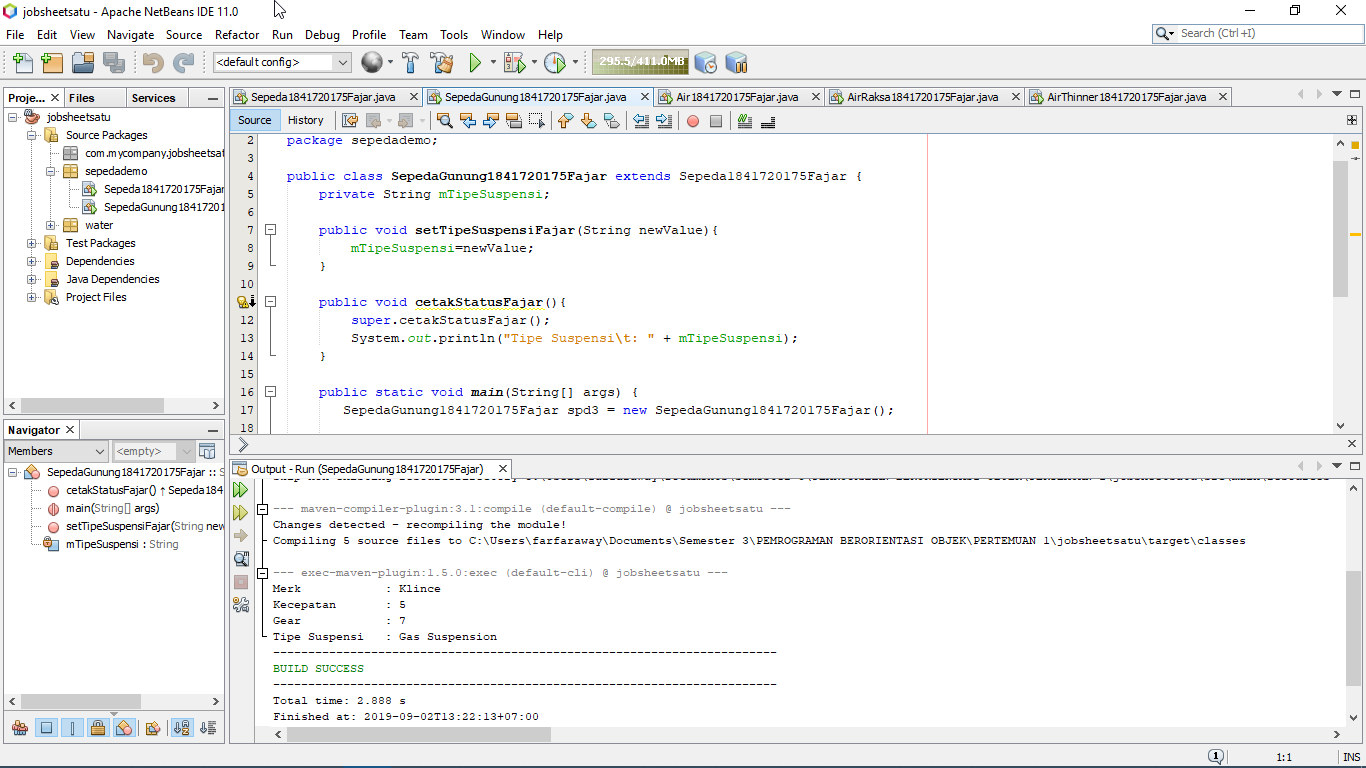 jobsheetsatu - Apache NetBeans IDE 11.0
File Edit View Navigate Source Refactor Run Debug Profile Team Tools Window Help
Search (Ctrl+I)
<default config>
295.5/411.0MB
Proje... Files Services
Sepeda1841720175Fajar.java SepedaGunung1841720175Fajar.java Air1841720175Fajar.java AirRaksa1841720175Fajar.java AirThinner1841720175Fajar.java
Source History
jobsheetsatu
Source Packages
com.mycompany.jobsheetsat
sepedademo
Sepeda1841720175Fajar
SepedaGunung18417201
water
Test Packages
Dependencies
Java Dependencies
Project Files
2 package sepedademo;
3
4 public class SepedaGunung1841720175Fajar extends Sepeda1841720175Fajar {
5 private String mTipeSuspensi;
6
7 public void setTipeSuspensiFajar(String newValue){
8 mTipeSuspensi=newValue;
9 }
10
public void cetakStatusFajar(){
12 super.cetakStatusFajar();
13 System.out.println("Tipe Suspensi\t: " + mTipeSuspensi);
14 }
15
16 public static void main(String[] args) {
17 SepedaGunung1841720175Fajar spd3 = new SepedaGunung1841720175Fajar();
18
Navigator
Members <empty>
SepedaGunung1841720175Fajar :: S
cetakStatusFajar() ↑ Sepeda184
main(String[] args)
setTipeSuspensiFajar(String new
mTipeSuspensi : String
Output - Run (SepedaGunung1841720175Fajar)
--- maven-compiler-plugin:3.1:compile (default-compile) @ jobsheetsatu ---
Changes detected - recompiling the module!
Compiling 5 source files to C:\Users\farfaraway\Documents\Semester 3\PEMROGRAMAN BERORIENTASI OBJEK\PERTEMUAN 1\jobsheetsatu\target\classes
--- exec-maven-plugin:1.5.0:exec (default-cli) @ jobsheetsatu ---
Merk : Klince
Kecepatan : 5
Gear : 7
Tipe Suspensi : Gas Suspension
------------------------------------------------------------------------
BUILD SUCCESS
------------------------------------------------------------------------
Total time: 2.888 s
Finished at: 2019-09-02T13:22:13+07:00
1 1:1 INS